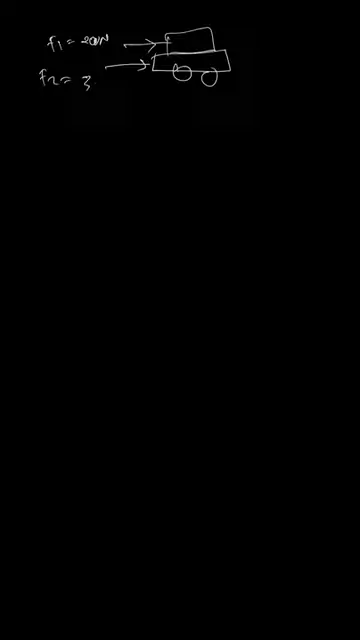 f1 = 20N
f2 = 3